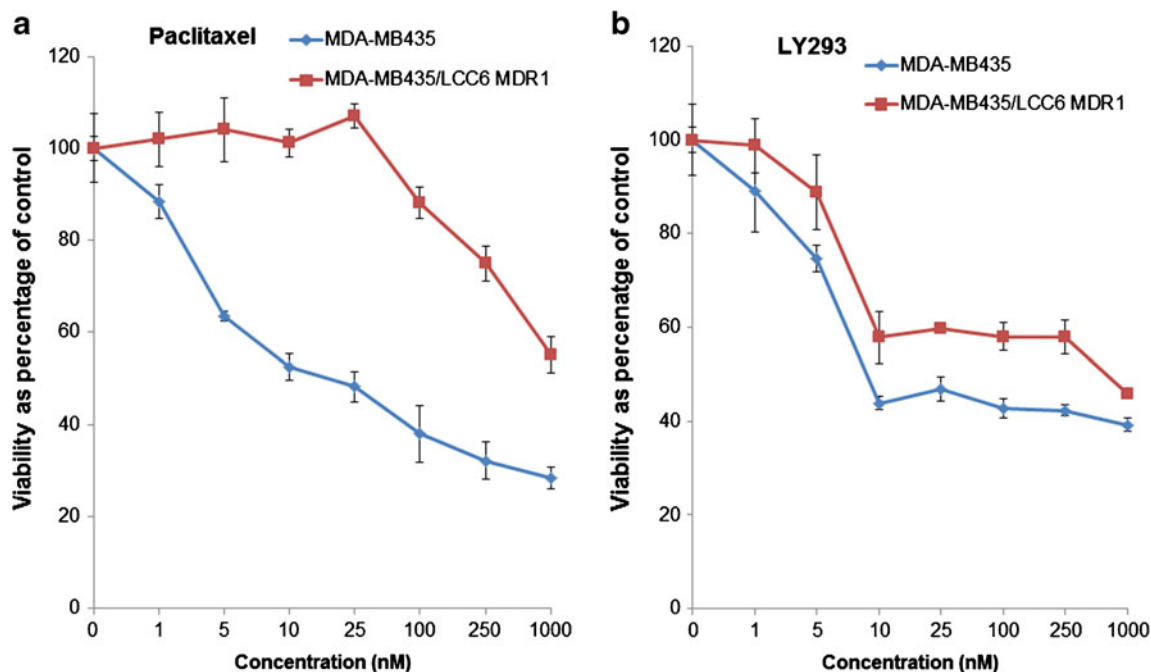 a
Paclitaxel
MDA-MB435
MDA-MB435/LCC6 MDR1
Viability as percentage of control
120
100
80
60
40
20
0
0 1 5 10 25 100 250 1000
Concentration (nM)
b
LY293
MDA-MB435
MDA-MB435/LCC6 MDR1
Viability as percenatge of control
120
100
80
60
40
20
0
0 1 5 10 25 100 250 1000
Concentration (nM)